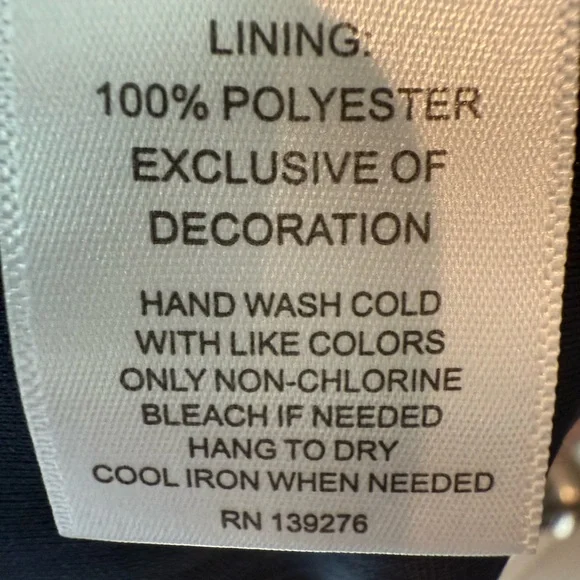 LINING:
100% POLYESTER
EXCLUSIVE OF
DECORATION
HAND WASH COLD
WITH LIKE COLORS
ONLY NON-CHLORINE
BLEACH IF NEEDED
HANG TO DRY
COOL IRON WHEN NEEDED
RN 139276